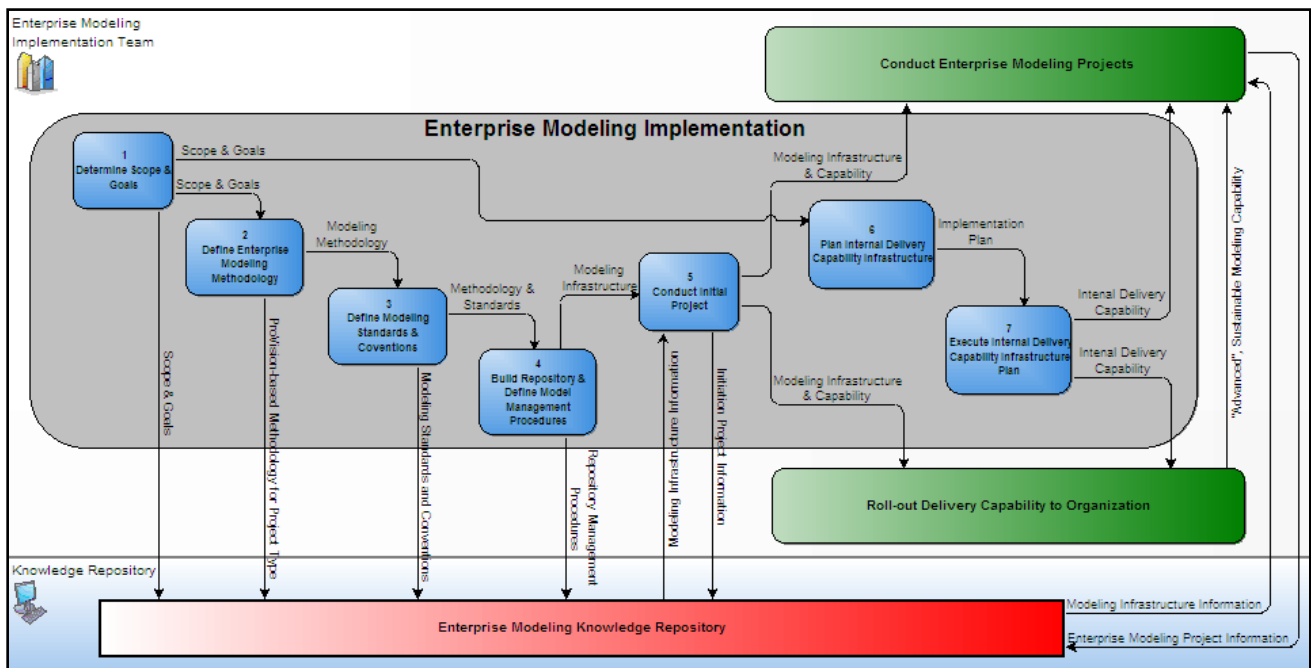 Enterprise Modeling
Implementation Team
Conduct Enterprise Modeling Projects
Enterprise Modeling Implementation
1
Determine Scope &
Goals
Scope & Goals
Scope & Goals
2
Define Enterprise
Modeling
Methodology
Modeling
Methodology
3
Define Modeling
Standards &
Coventions
Methodology &
Standards
4
Build Repository &
Define Model
Management
Procedures
Modeling
Infrastructure
5
Conduct Initial
Project
Modeling Infrastructure
& Capability
Modeling Infrastructure
& Capability
6
Plan Internal Delivery
Capability Infrastructure
Implementation
Plan
7
Execute Internal Delivery
Capability Infrastructure
Plan
Intenal Delivery
Capability
Intenal Delivery
Capability
"Advanced", Sustainable Modeling Capability
Scope & Goals
ProVision-based Methodology for Project Type
Modeling Standards and Conventions
Repository Management
Procedures
Modeling Infrastructure Information
Initiation Project Information
Roll-out Delivery Capability to Organization
Knowledge Repository
Enterprise Modeling Knowledge Repository
Modeling Infrastructure Information
Enterprise Modeling Project Information